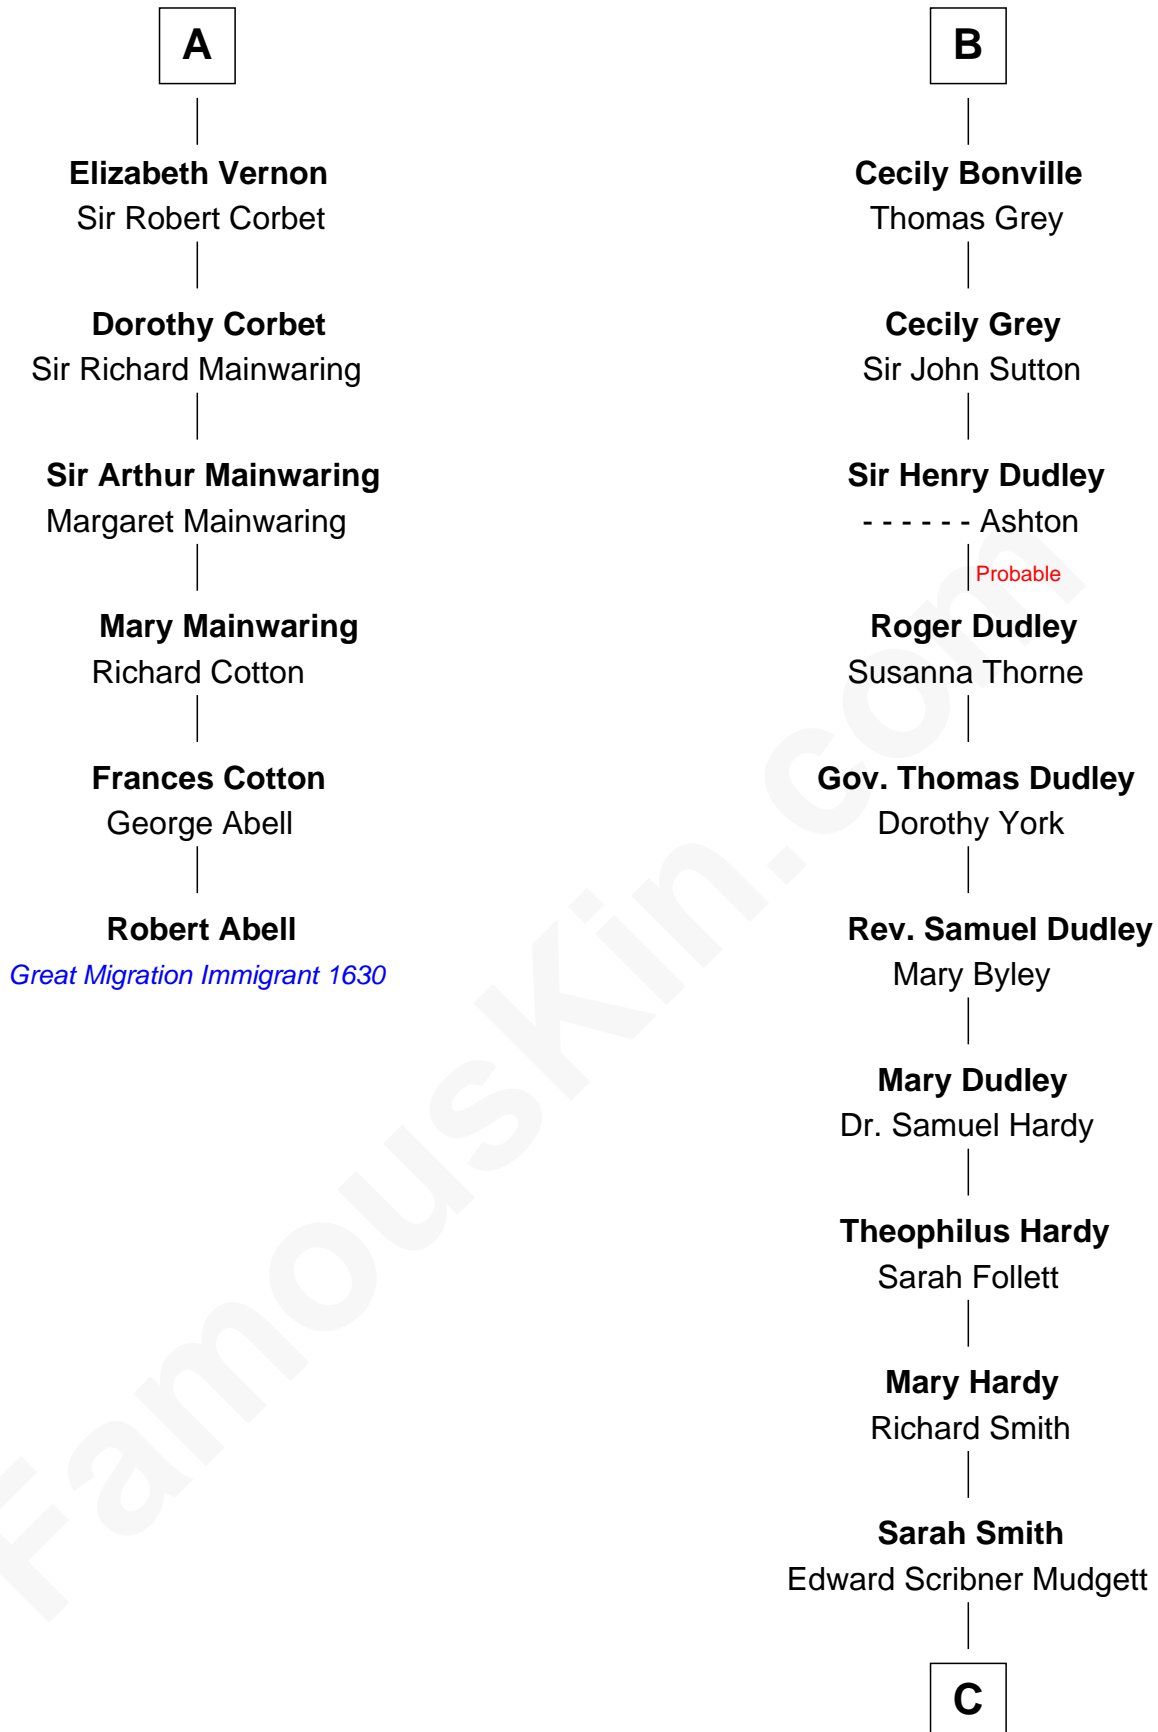 A
Elizabeth Vernon
Sir Robert Corbet
Dorothy Corbet
Sir Richard Mainwaring
Sir Arthur Mainwaring
Margaret Mainwaring
Mary Mainwaring
Richard Cotton
Frances Cotton
George Abell
Robert Abell
Great Migration Immigrant 1630
B
Cecily Bonville
Thomas Grey
Cecily Grey
Sir John Sutton
Sir Henry Dudley
- - - - - - Ashton
Probable
Roger Dudley
Susanna Thorne
Gov. Thomas Dudley
Dorothy York
Rev. Samuel Dudley
Mary Byley
Mary Dudley
Dr. Samuel Hardy
Theophilus Hardy
Sarah Follett
Mary Hardy
Richard Smith
Sarah Smith
Edward Scribner Mudgett
C
FamousKin.com